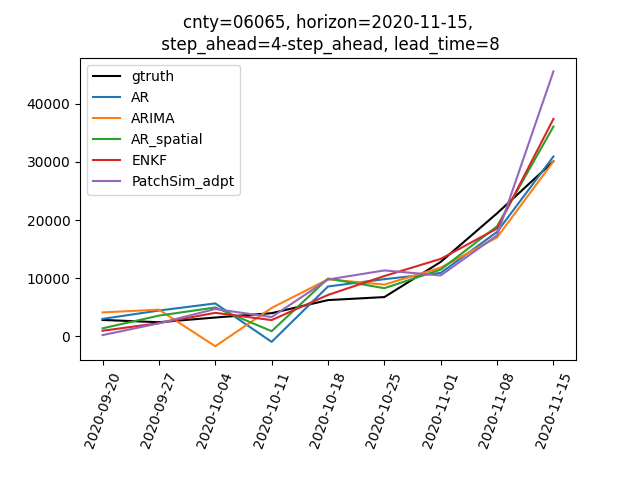 cnty=06065, horizon=2020-11-15,
step_ahead=4-step_ahead, lead_time=8
gtruth
AR
ARIMA
AR_spatial
ENKF
PatchSim_adpt
40000
30000
20000
10000
0
2020-09-20
2020-09-27
2020-10-04
2020-10-11
2020-10-18
2020-10-25
2020-11-01
2020-11-08
2020-11-15